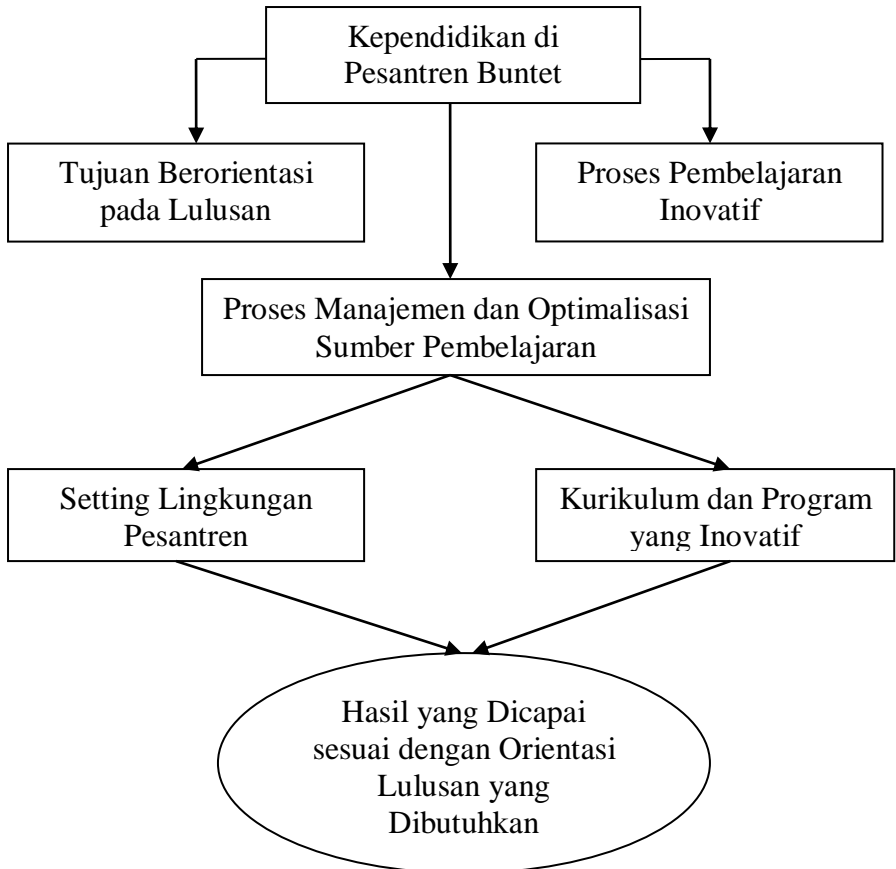 Kependidikan di
Pesantren Buntet
Tujuan Berorientasi
pada Lulusan
Proses Pembelajaran
Inovatif
Proses Manajemen dan Optimalisasi
Sumber Pembelajaran
Setting Lingkungan
Pesantren
Kurikulum dan Program
yang Inovatif
Hasil yang Dicapai
sesuai dengan Orientasi
Lulusan yang
Dibutuhkan